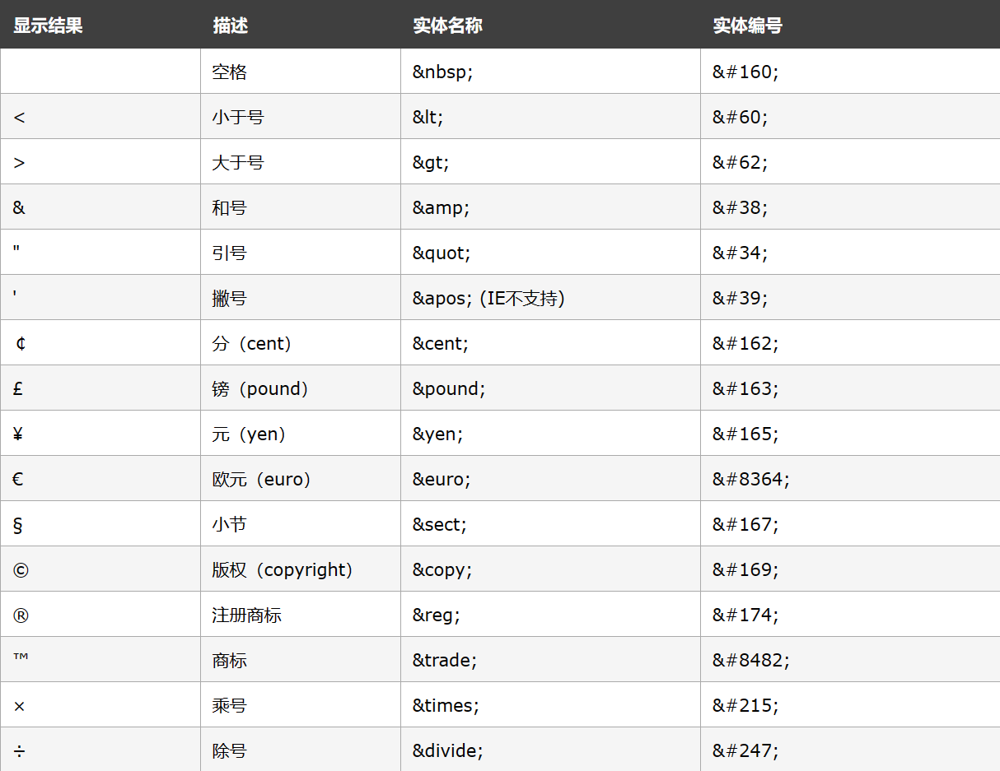 显示结果 描述 实体名称 实体编号
空格 &nbsp; &#160;
< 小于号 &lt; &#60;
> 大于号 &gt; &#62;
& 和号 &amp; &#38;
" 引号 &quot; &#34;
' 撇号 &apos; (IE不支持) &#39;
¢ 分（cent） &cent; &#162;
£ 镑（pound） &pound; &#163;
¥ 元（yen） &yen; &#165;
€ 欧元（euro） &euro; &#8364;
§ 小节 &sect; &#167;
© 版权（copyright） &copy; &#169;
® 注册商标 &reg; &#174;
™ 商标 &trade; &#8482;
× 乘号 &times; &#215;
÷ 除号 &divide; &#247;